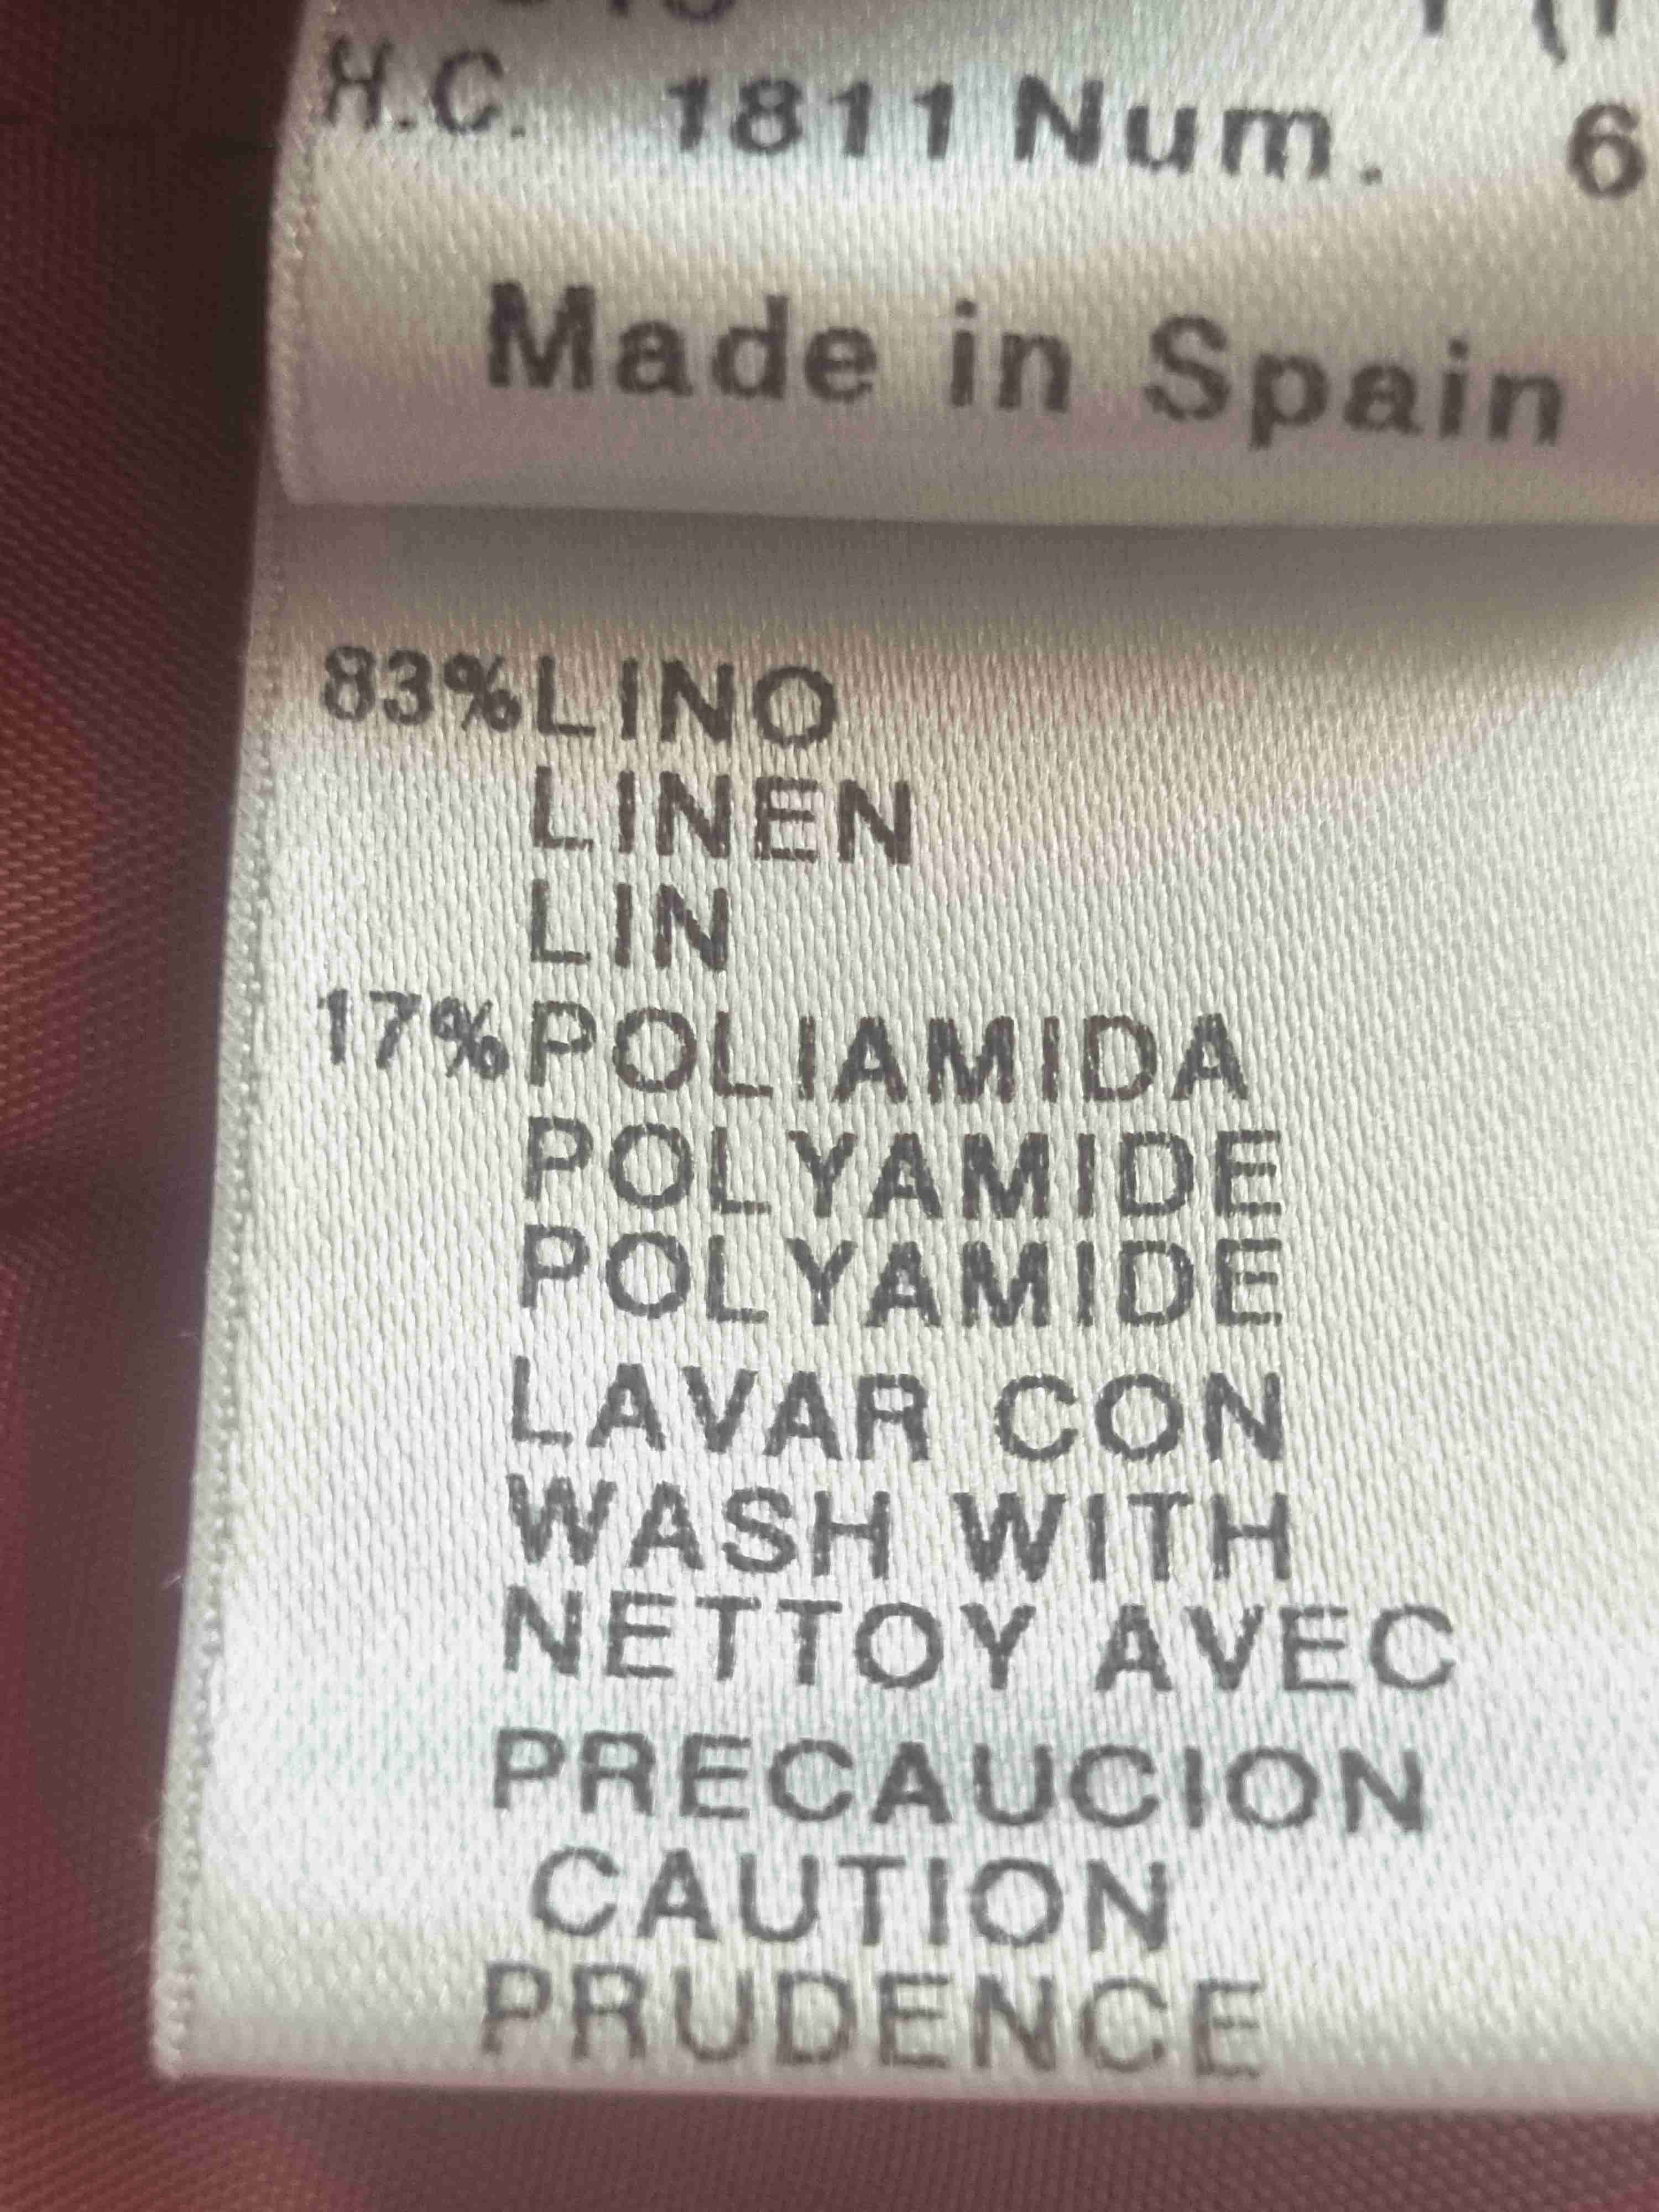 H.C. 1811 Num. 6
Made in Spain
83% LINO
LINEN
LIN
17% POLIAMIDA
POLYAMIDE
POLYAMIDE
LAVAR CON
WASH WITH
NETTOY AVEC
PRECAUCION
CAUTION
PRUDENCE